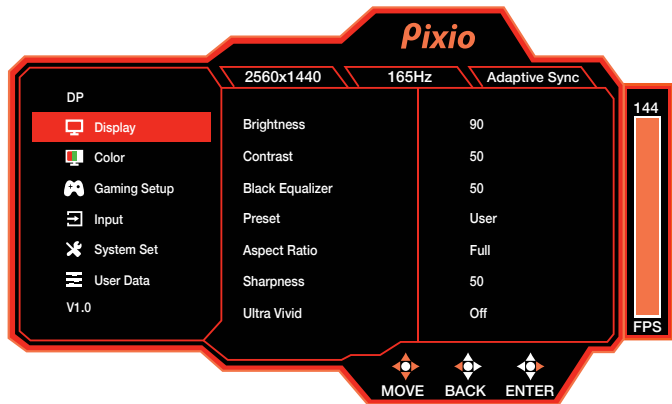 Pixio
2560x1440 165Hz Adaptive Sync
DP
Display
Color
Gaming Setup
Input
System Set
User Data
V1.0
Brightness 90
Contrast 50
Black Equalizer 50
Preset User
Aspect Ratio Full
Sharpness 50
Ultra Vivid Off
144
FPS
MOVE BACK ENTER